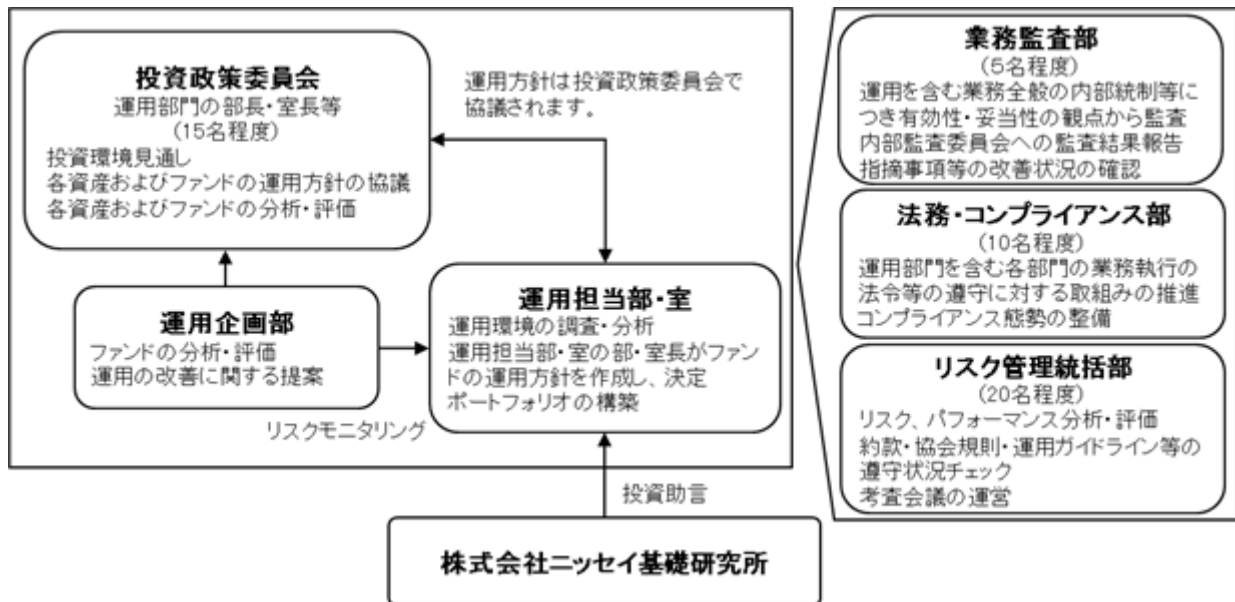 投資政策委員会
運用部門の部長・室長等
(15名程度)
投資環境見通し
各資産およびファンドの運用方針の協議
各資産およびファンドの分析・評価
運用方針は投資政策委員会で
協議されます。
運用企画部
ファンドの分析・評価
運用の改善に関する提案
リスクモニタリング
運用担当部・室
運用環境の調査・分析
運用担当部・室の部・室長がファン
ドの運用方針を作成し、決定
ポートフォリオの構築
投資助言
株式会社ニッセイ基礎研究所
業務監査部
(5名程度)
運用を含む業務全般の内部統制等に
つき有効性・妥当性の観点から監査
内部監査委員会への監査結果報告
指摘事項等の改善状況の確認
法務・コンプライアンス部
(10名程度)
運用部門を含む各部門の業務執行の
法令等の遵守に対する取組みの推進
コンプライアンス態勢の整備
リスク管理統括部
(20名程度)
リスク、パフォーマンス分析・評価
約款・協会規則・運用ガイドライン等の
遵守状況チェック
考査会議の運営